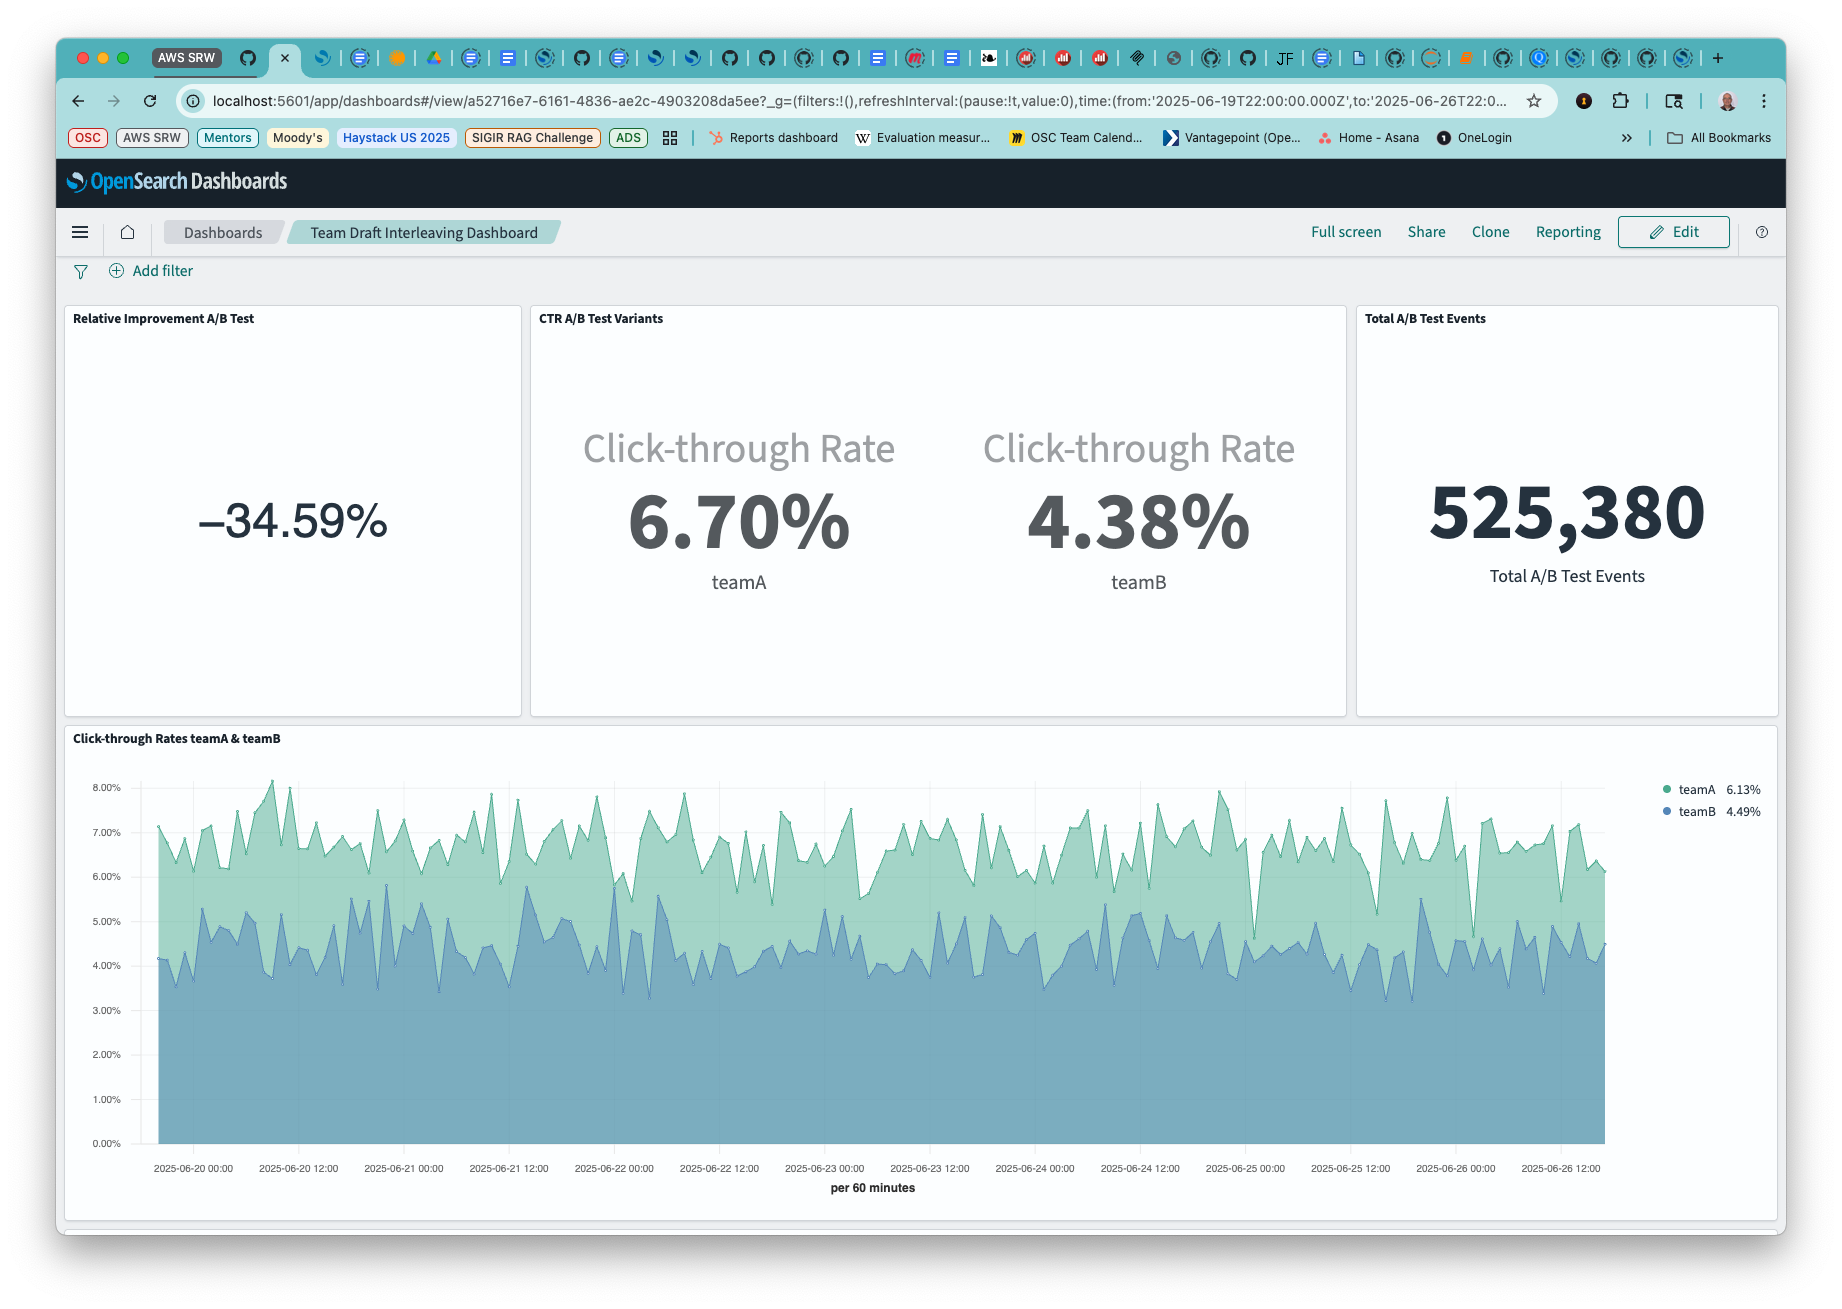 AWS SRW
JF
localhost:5601/app/dashboards#/view/a52716e7-6161-4836-ae2c-4903208da5ee?_g=(filters:!(),refreshInterval:(pause:!t,value:0),time:(from:'2025-06-19T22:00:00.000Z',to:'2025-06-26T22:0...
OSC AWS SRW Mentors Moody's Haystack US 2025 SIGIR RAG Challenge ADS Reports dashboard W Evaluation measur... OSC Team Calend... Vantagepoint (Ope... Home - Asana OneLogin » All Bookmarks
OpenSearch Dashboards
Dashboards Team Draft Interleaving Dashboard Full screen Share Clone Reporting Edit
Add filter
Relative Improvement A/B Test
–34.59%
CTR A/B Test Variants
Click-through Rate Click-through Rate
6.70% 4.38%
teamA teamB
Total A/B Test Events
525,380
Total A/B Test Events
Click-through Rates teamA & teamB
8.00%
7.00%
6.00%
5.00%
4.00%
3.00%
2.00%
1.00%
0.00%
2025-06-20 00:00 2025-06-20 12:00 2025-06-21 00:00 2025-06-21 12:00 2025-06-22 00:00 2025-06-22 12:00 2025-06-23 00:00 2025-06-23 12:00 2025-06-24 00:00 2025-06-24 12:00 2025-06-25 00:00 2025-06-25 12:00 2025-06-26 00:00 2025-06-26 12:00
per 60 minutes
teamA 6.13%
teamB 4.49%